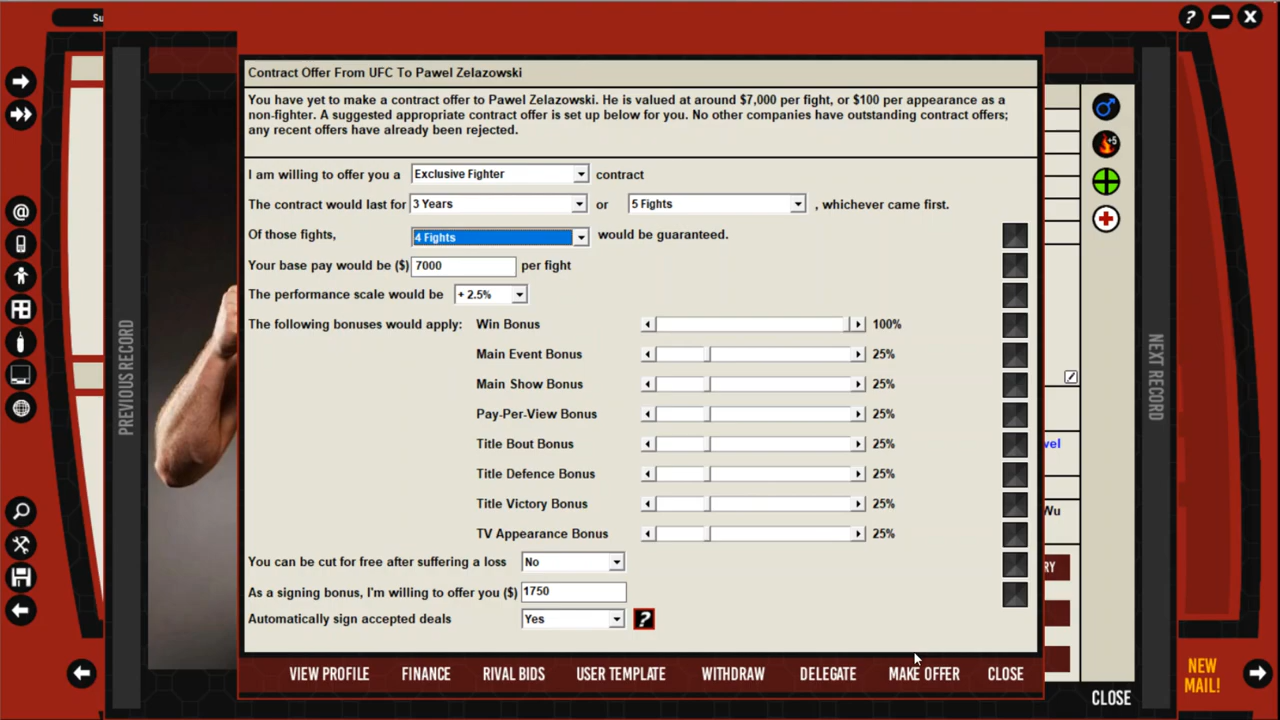 Su
?
Contract Offer From UFC To Pawel Zelazowski
You have yet to make a contract offer to Pawel Zelazowski. He is valued at around $7,000 per fight, or $100 per appearance as a
non-fighter. A suggested appropriate contract offer is set up below for you. No other companies have outstanding contract offers;
any recent offers have already been rejected.
I am willing to offer you a Exclusive Fighter contract
The contract would last for 3 Years or 5 Fights , whichever came first.
Of those fights, 4 Fights would be guaranteed.
Your base pay would be ($) 7000 per fight
The performance scale would be + 2.5%
The following bonuses would apply: Win Bonus 100%
Main Event Bonus 25%
Main Show Bonus 25%
Pay-Per-View Bonus 25%
Title Bout Bonus 25%
Title Defence Bonus 25%
Title Victory Bonus 25%
TV Appearance Bonus 25%
You can be cut for free after suffering a loss No
As a signing bonus, I'm willing to offer you ($) 1750
Automatically sign accepted deals Yes ?
VIEW PROFILE FINANCE RIVAL BIDS USER TEMPLATE WITHDRAW DELEGATE MAKE OFFER CLOSE
PREVIOUS RECORD
NEXT RECORD
+5
vel
Wu
RY
CLOSE
NEW
MAIL!